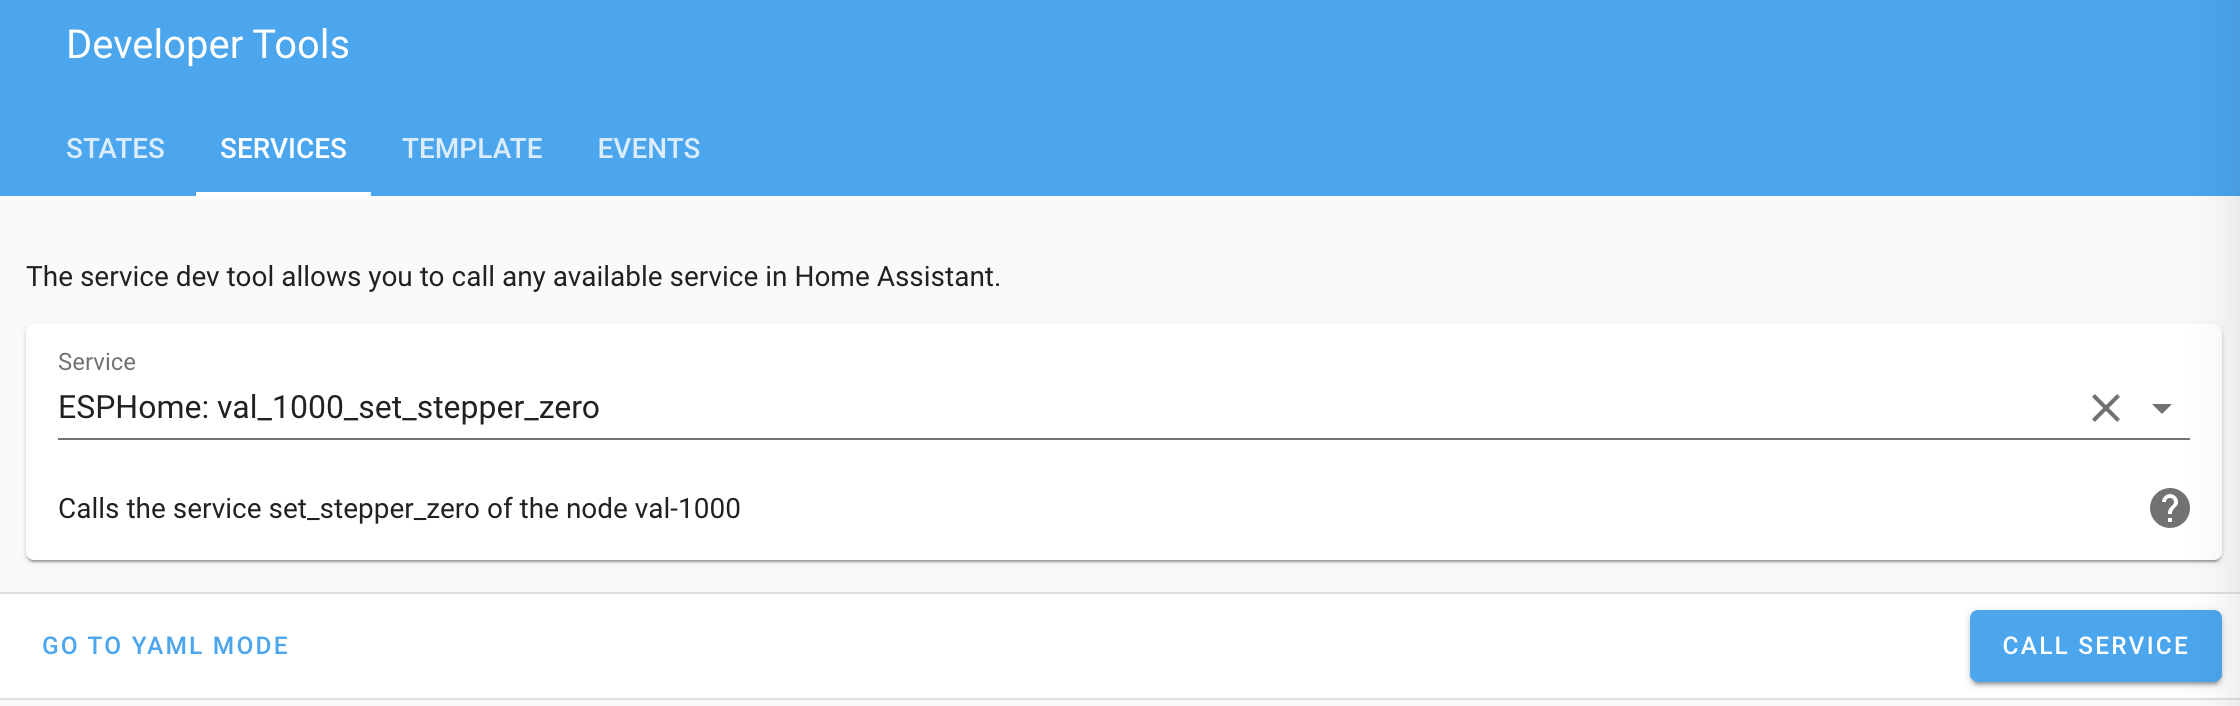 Developer Tools
STATES SERVICES TEMPLATE EVENTS
The service dev tool allows you to call any available service in Home Assistant.
Service
ESPHome: val_1000_set_stepper_zero
Calls the service set_stepper_zero of the node val-1000
?
GO TO YAML MODE CALL SERVICE